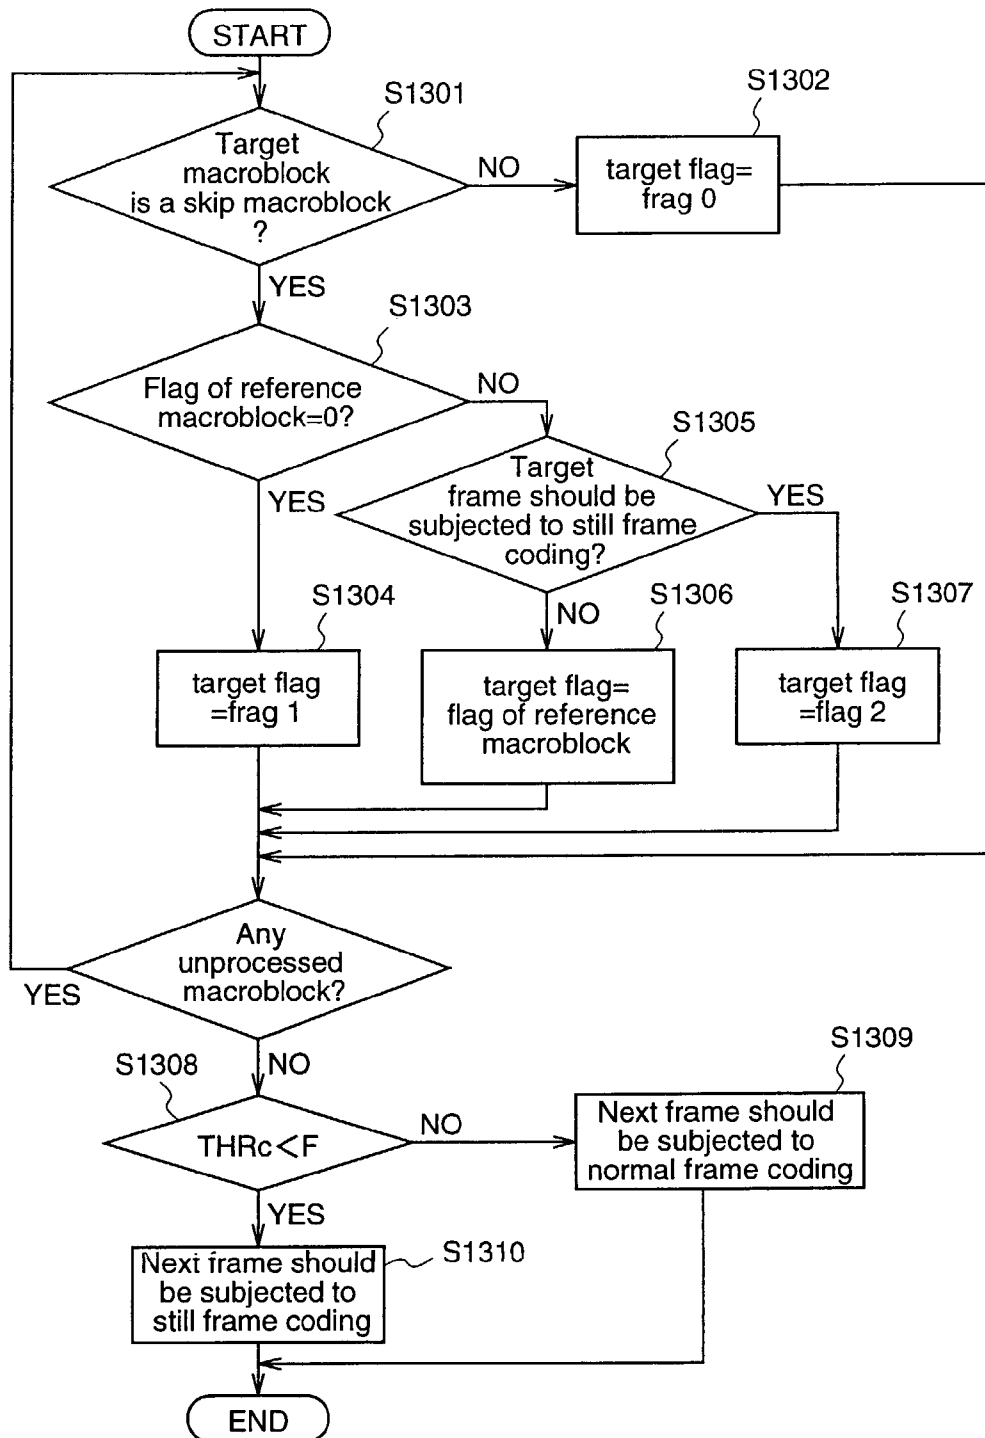 START
S1301
Target
macroblock
is a skip macroblock
?
NO
S1302
target flag=
frag 0
YES
S1303
Flag of reference
macroblock=0?
NO
YES
S1305
Target
frame should be
subjected to still frame
coding?
YES
NO
S1304
target flag
=frag 1
S1306
target flag=
flag of reference
macroblock
S1307
target flag
=flag 2
Any
unprocessed
macroblock?
YES
NO
S1308
THRc<F
NO
S1309
Next frame should
be subjected to
normal frame coding
YES
S1310
Next frame should
be subjected to
still frame coding
END